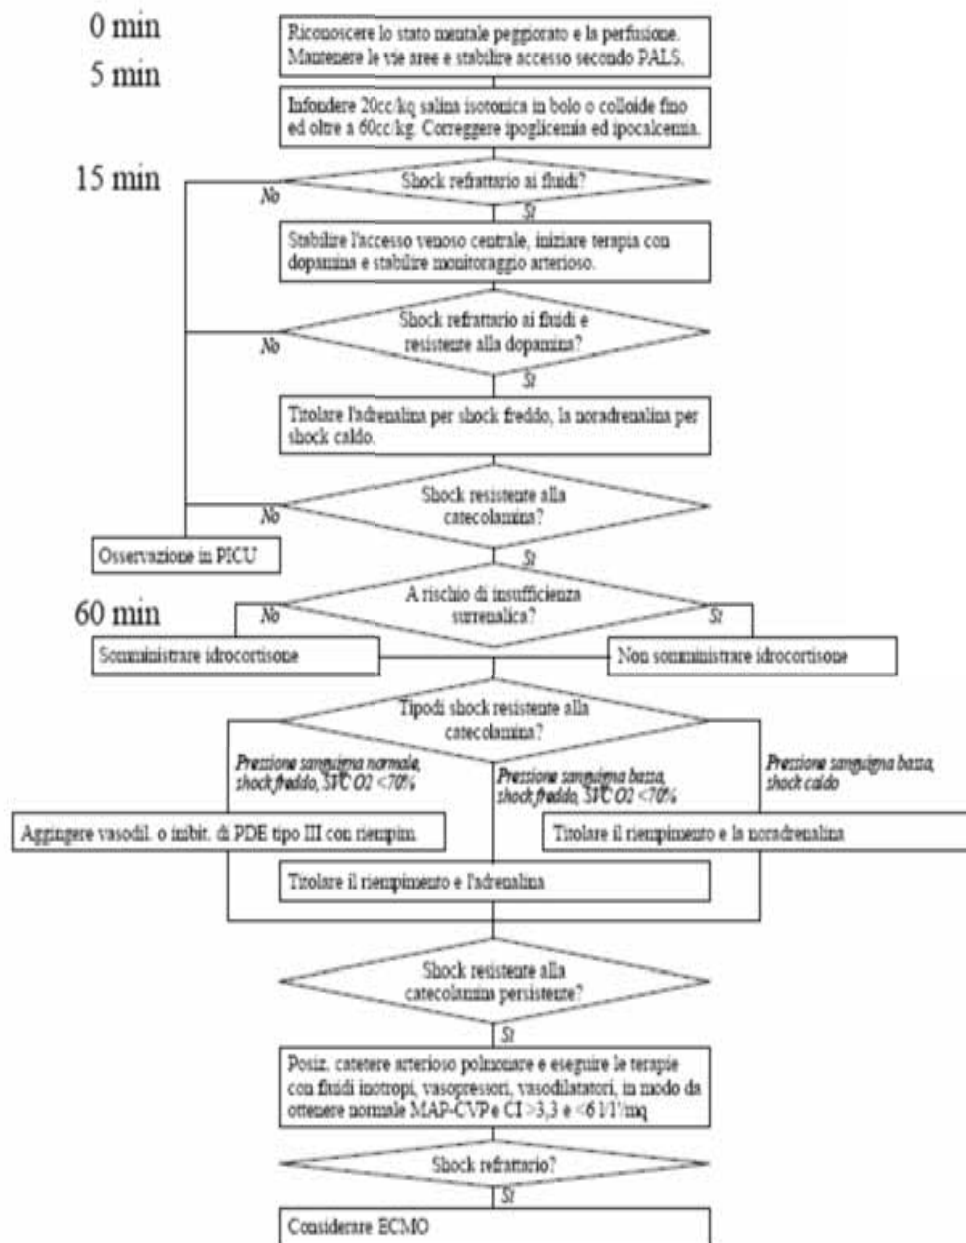 0 min
Riconoscere lo stato mentale peggiorato e la perfusione.
Mantenere le vie aree e stabilire accesso secondo PALS.
5 min
Infondere 20cc/kq salina isotonica in bolo o colloide fino
ed oltre a 60cc/kg. Correggere ipoglicemia ed ipocalcemia.
15 min
Shock refrattario ai fluidi?
No
Si
Stabilire l'accesso venoso centrale, iniziare terapia con
dopamina e stabilire monitoraggio arterioso.
Shock refrattario ai fluidi e
resistente alla dopamina?
No
Si
Titolare l'adrenalina per shock freddo, la noradrenalina per
shock caldo.
Shock resistente alla
catecolamina?
No
Si
Osservazione in PICU
60 min
A rischio di insufficienza
surrenalica?
No
Si
Somministrare idrocortisone
Non somministrare idrocortisone
Tipodi shock resistente alla
catecolamina?
Pressione sanguigna normale,
shock freddo, SVC O2 <70%
Pressione sanguigna bassa,
shock freddo, SVC O2 <70%
Pressione sanguigna bassa,
shock caldo
Aggingere vasodil. o inibit. di PDE tipo III con riempim.
Titolare il riempimento e la noradrenalina
Titolare il riempimento e l'adrenalina
Shock resistente alla
catecolamina persistente?
Si
Posiz. catetere arterioso polmonare e eseguire le terapie
con fluidi inotropi, vasopressori, vasodilatatori, in modo da
ottenere normale MAP-CVP e CI >3,3 e <6 l/1'/mq
Shock refrattario?
Si
Considerare ECMO